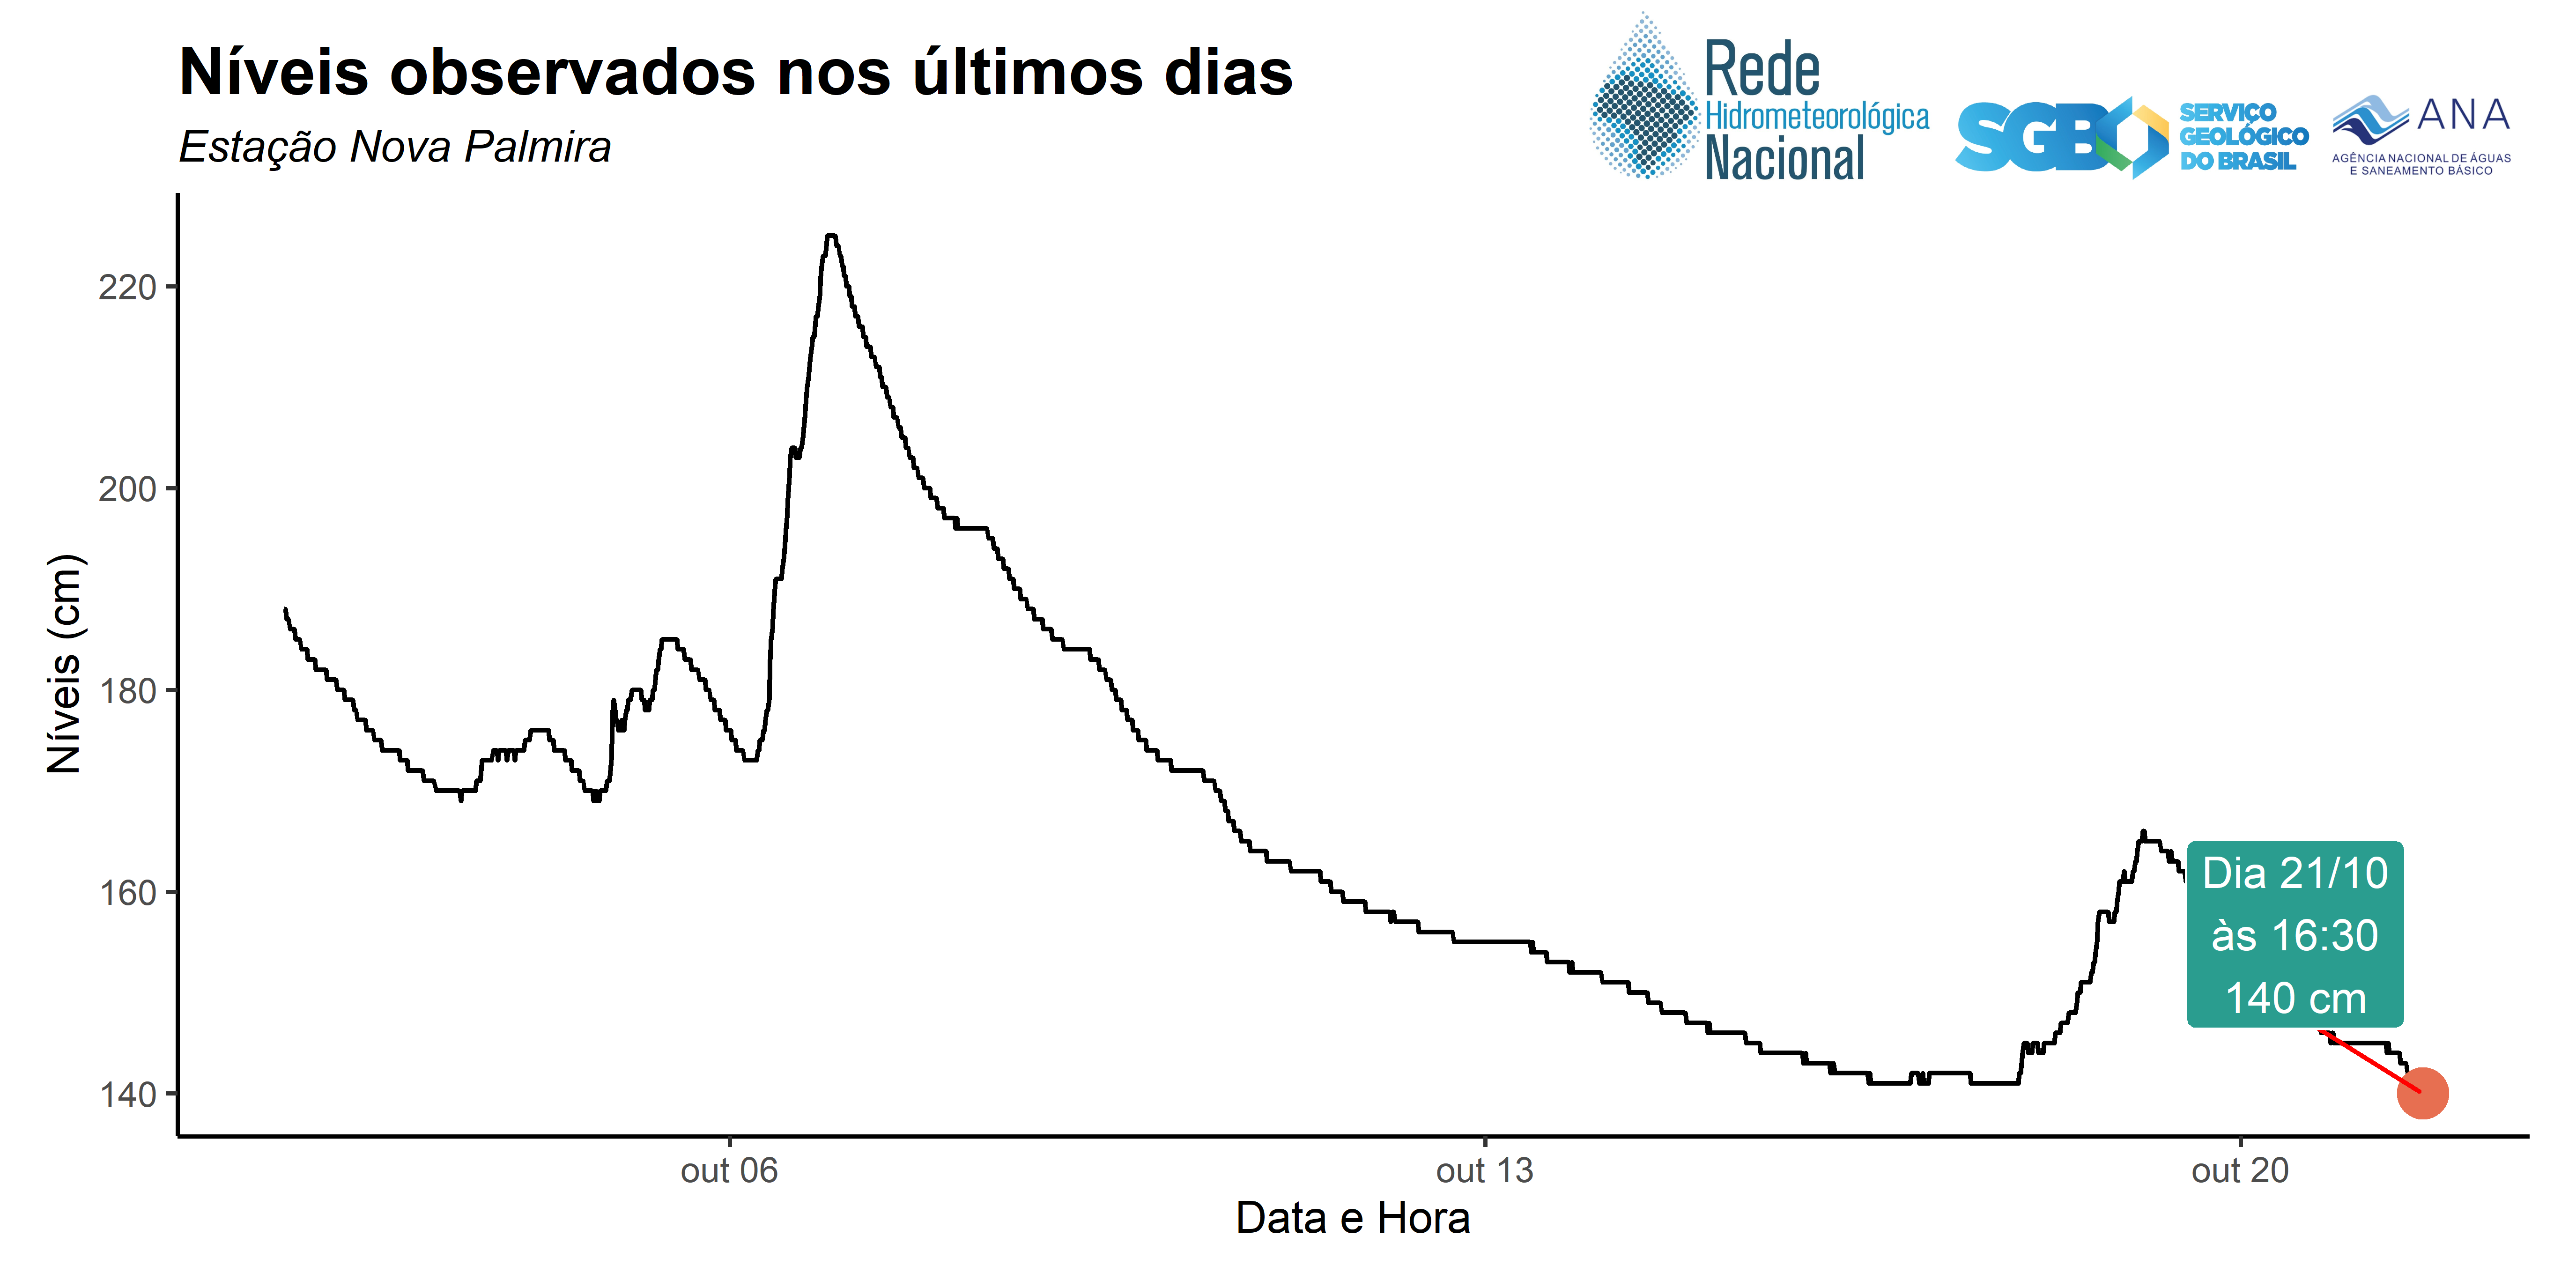 Níveis observados nos últimos dias
Estação Nova Palmira
Rede
Hidrometeorológica
Nacional
SGB
SERVIÇO
GEOLÓGICO
DO BRASIL
ANA
AGÊNCIA NACIONAL DE ÁGUAS
E SANEAMENTO BÁSICO
Níveis (cm)
220
200
180
160
140
Dia 21/10
às 16:30
140 cm
out 06
out 13
out 20
Data e Hora